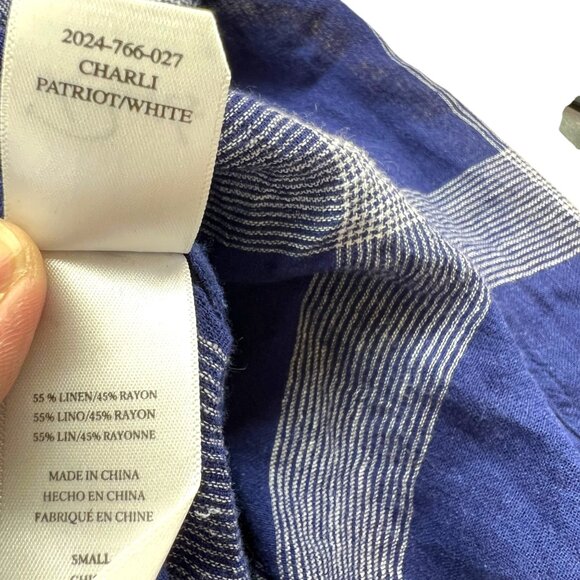 2024-766-027
CHARLI
PATRIOT/WHITE
55 % LINEN/45% RAYON
55% LINO/45% RAYON
55% LIN/45% RAYONNE
MADE IN CHINA
HECHO EN CHINA
FABRIQUÉ EN CHINE
SMALL